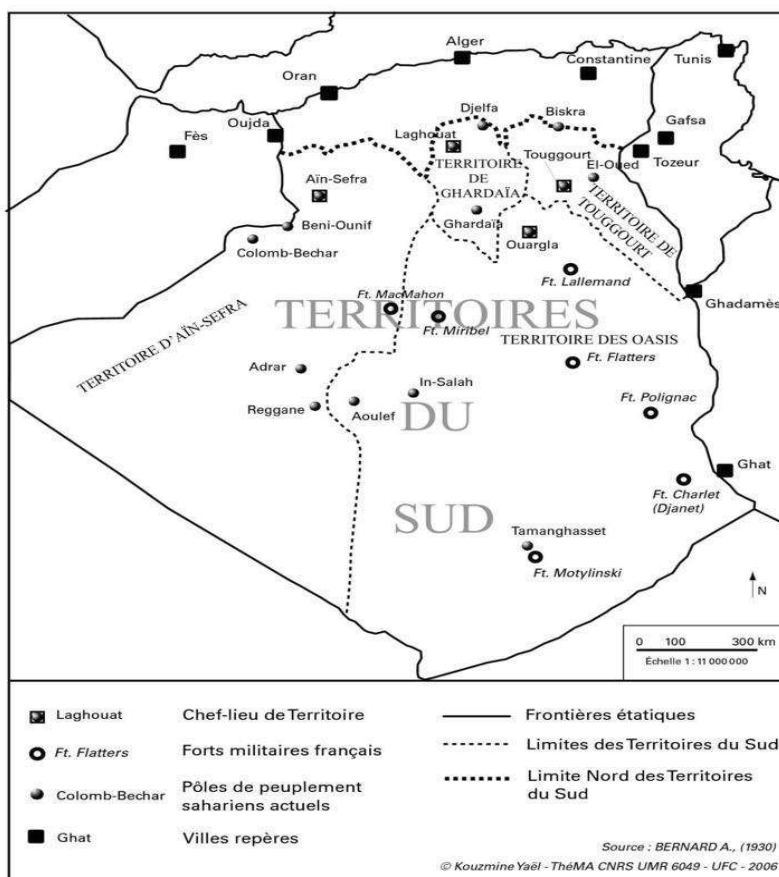 Alger
Constantine
Tunis
Oran
Djelfa
Biskra
Gafsa
Oujda
Fès
Laghouat
Touggourt
El-Oued
Tozeur
Aïn-Sefra
TERRITOIRE
DE
GHARDAÏA
TERRITOIRE DE
TOUGGOURT
Beni-Ounif
Ghardaïa
Colomb-Bechar
Ouargla
Ft. Lallemand
Ghadamès
Ft. MacMahon
TERRITOIRES
Ft. Miribel
TERRITOIRE D'AÏN-SEFRA
TERRITOIRE DES OASIS
Ft. Flatters
Adrar
In-Salah
Ft. Polignac
Reggane
Aoulef
DU
Ghat
Ft. Charlet
(Djanet)
SUD
Tamanghasset
Ft. Motylinski
N
0 100 300 km
Échelle 1 : 11 000 000
Laghouat Chef-lieu de Territoire
Ft. Flatters Forts militaires français
Colomb-Bechar Pôles de peuplement
sahariens actuels
Ghat Villes repères
Frontières étatiques
Limites des Territoires du Sud
Limite Nord des Territoires
du Sud
Source : BERNARD A., (1930)
© Kouzmine Yaël - ThéMA CNRS UMR 6049 - UFC - 2006